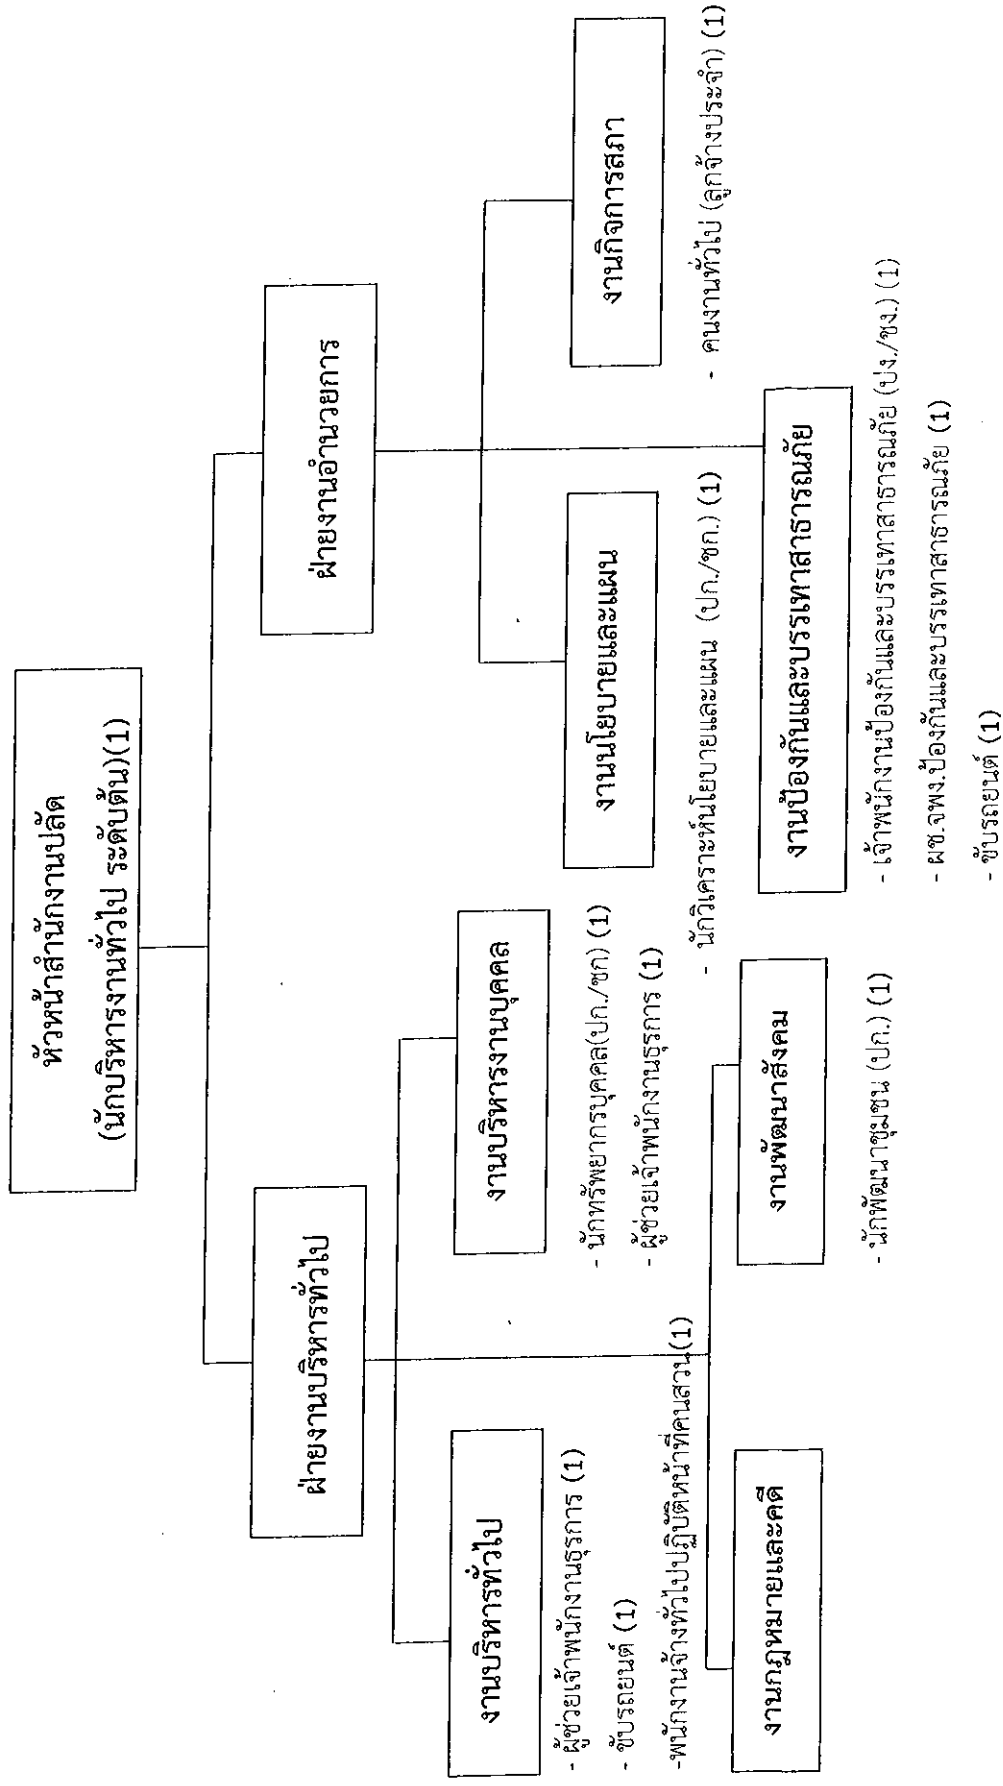 หัวหน้าสำนักงานปลัด
(นักบริหารงานทั่วไป ระดับต้น)(1)
ฝ่ายงานบริหารทั่วไป
ฝ่ายงานอำนวยการ
งานบริหารทั่วไป
- ผู้ช่วยเจ้าพนักงานธุรการ (1)
- ขับรถยนต์ (1)
-พนักงานจ้างทั่วไปปฏิบัติหน้าที่คนสวน(1)
งานบริหารงานบุคคล
- นักทรัพยากรบุคคล(ปก./ชก) (1)
- ผู้ช่วยเจ้าพนักงานธุรการ (1)
งานนโยบายและแผน
- นักวิเคราะห์นโยบายและแผน (ปก./ชก.) (1)
งานกิจการสภา
- คนงานทั่วไป (ลูกจ้างประจำ) (1)
งานกฎหมายและคดี
งานพัฒนาสังคม
- นักพัฒนาชุมชน (ปก.) (1)
งานป้องกันและบรรเทาสาธารณภัย
- เจ้าพนักงานป้องกันและบรรเทาสาธารณภัย (ปง./ชง.) (1)
- ผช.จพง.ป้องกันและบรรเทาสาธารณภัย (1)
- ขับรถยนต์ (1)